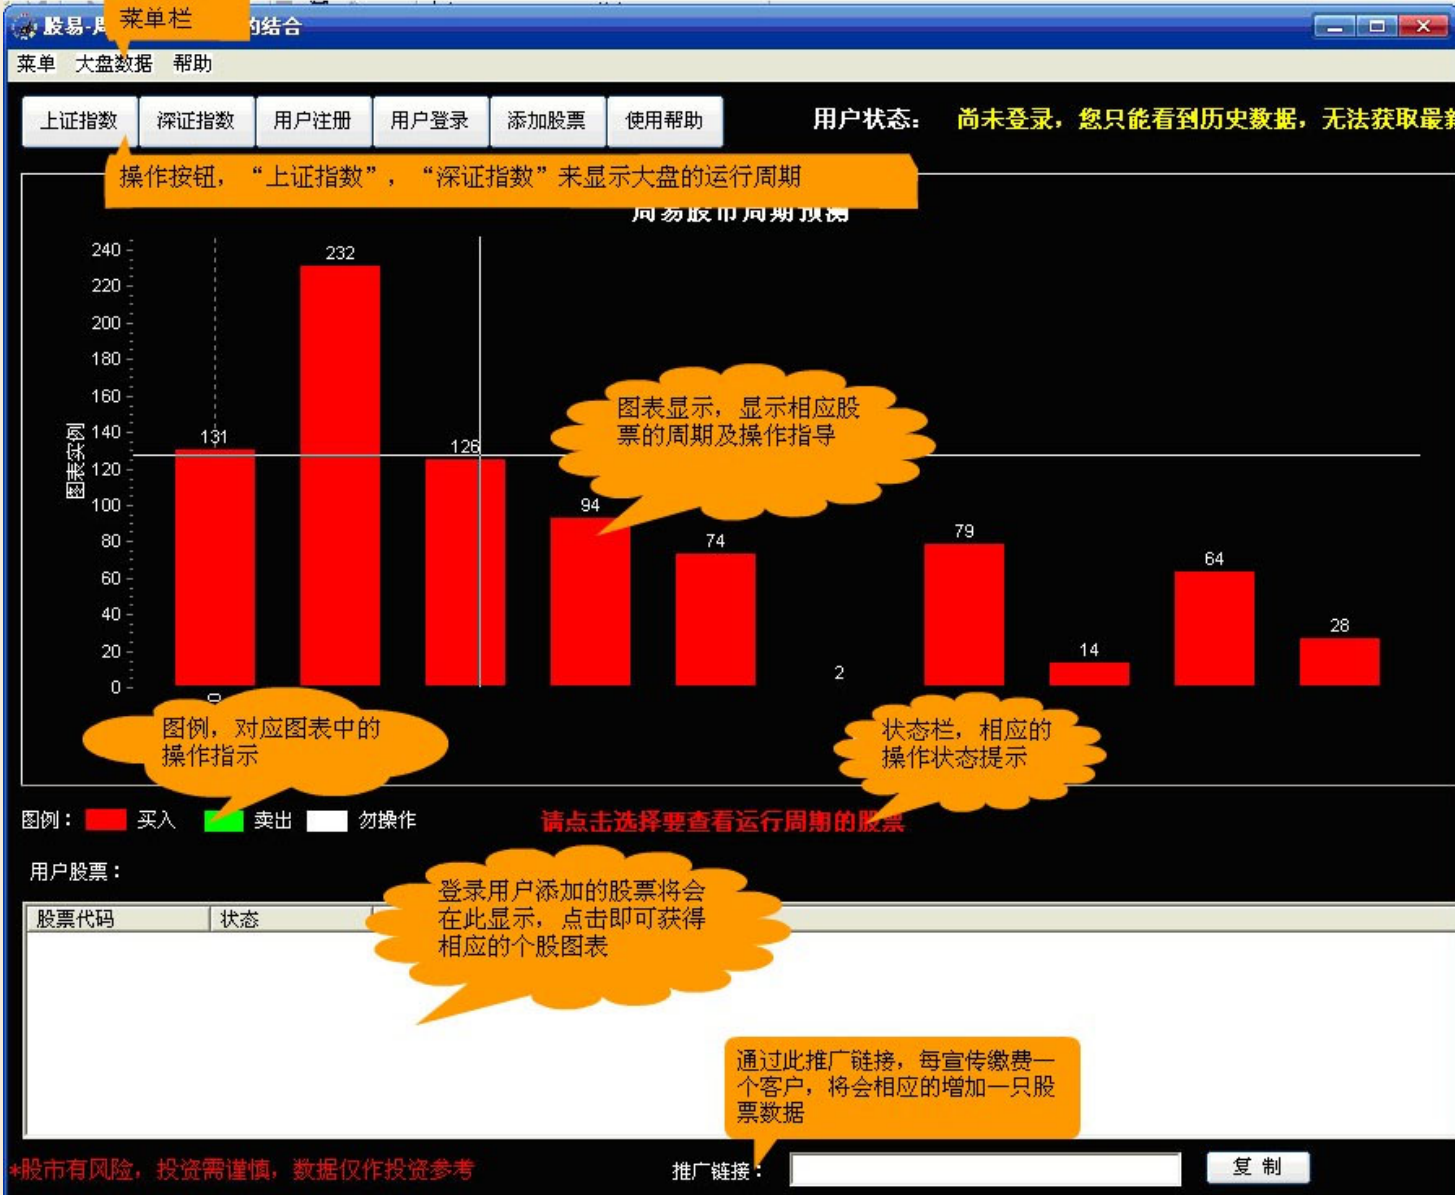 菜单栏
股易-周
的结合
菜单 大盘数据 帮助
上证指数 深证指数 用户注册 用户登录 添加股票 使用帮助
用户状态： 尚未登录，您只能看到历史数据，无法获取最新
操作按钮，“上证指数”，“深证指数”来显示大盘的运行周期
周易股市周期预测
240
220
200
180
160
140
120
100
80
60
40
20
0
图表实例
131
232
126
94
74
2
79
14
64
28
0
图表显示，显示相应股
票的周期及操作指导
图例，对应图表中的
操作指示
状态栏，相应的
操作状态提示
图例： 买入 卖出 勿操作
请点击选择要查看运行周期的股票
用户股票：
登录用户添加的股票将会
在此显示，点击即可获得
相应的个股图表
股票代码 状态
通过此推广链接，每宣传缴费一
个客户，将会相应的增加一只股
票数据
*股市有风险，投资需谨慎，数据仅作投资参考
推广链接： 复 制